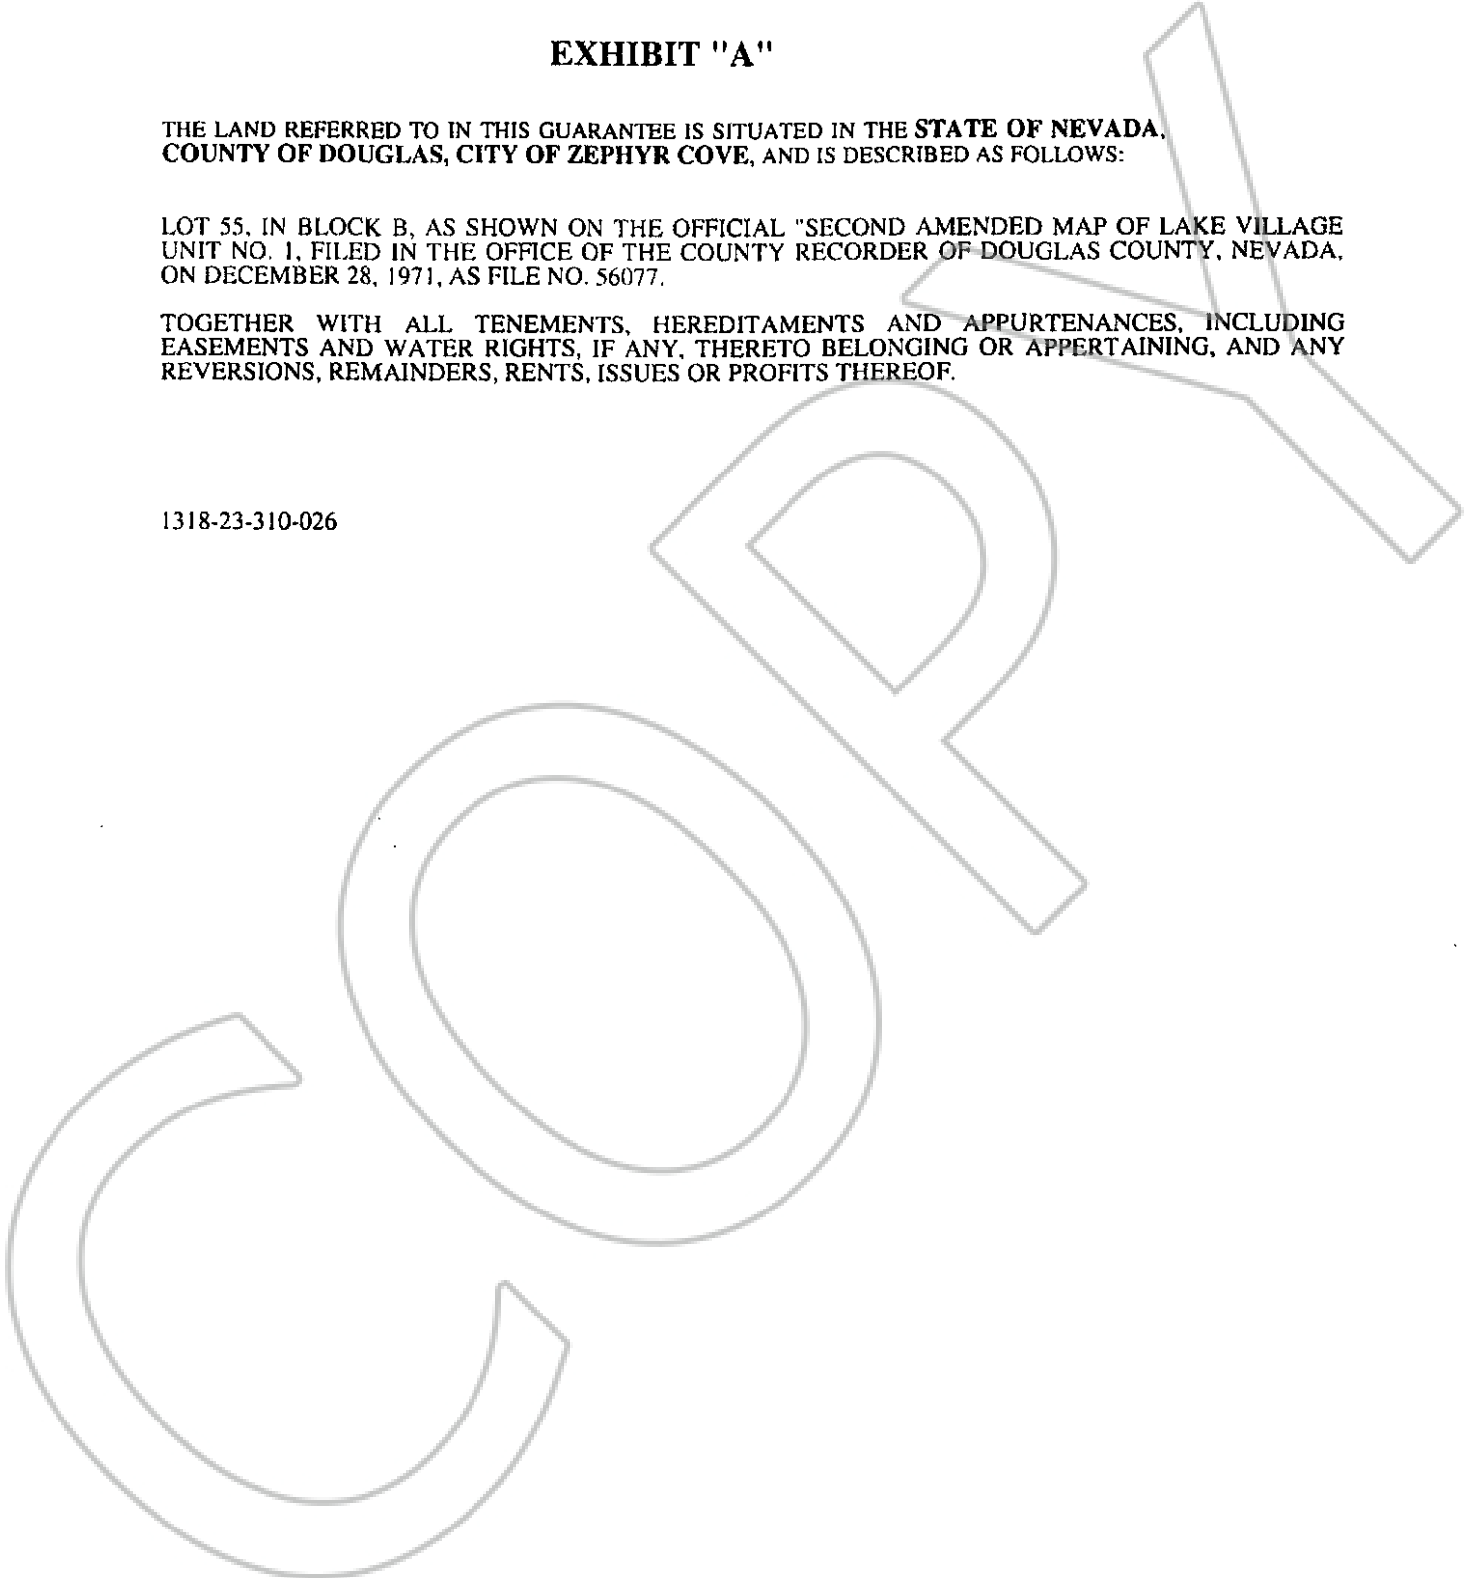 EXHIBIT "A"
THE LAND REFERRED TO IN THIS GUARANTEE IS SITUATED IN THE STATE OF NEVADA,
COUNTY OF DOUGLAS, CITY OF ZEPHYR COVE, AND IS DESCRIBED AS FOLLOWS:
LOT 55, IN BLOCK B, AS SHOWN ON THE OFFICIAL "SECOND AMENDED MAP OF LAKE VILLAGE
UNIT NO. 1, FILED IN THE OFFICE OF THE COUNTY RECORDER OF DOUGLAS COUNTY, NEVADA,
ON DECEMBER 28, 1971, AS FILE NO. 56077.
TOGETHER WITH ALL TENEMENTS, HEREDITAMENTS AND APPURTENANCES, INCLUDING
EASEMENTS AND WATER RIGHTS, IF ANY, THERETO BELONGING OR APPERTAINING, AND ANY
REVERSIONS, REMAINDERS, RENTS, ISSUES OR PROFITS THEREOF.
1318-23-310-026
COPY